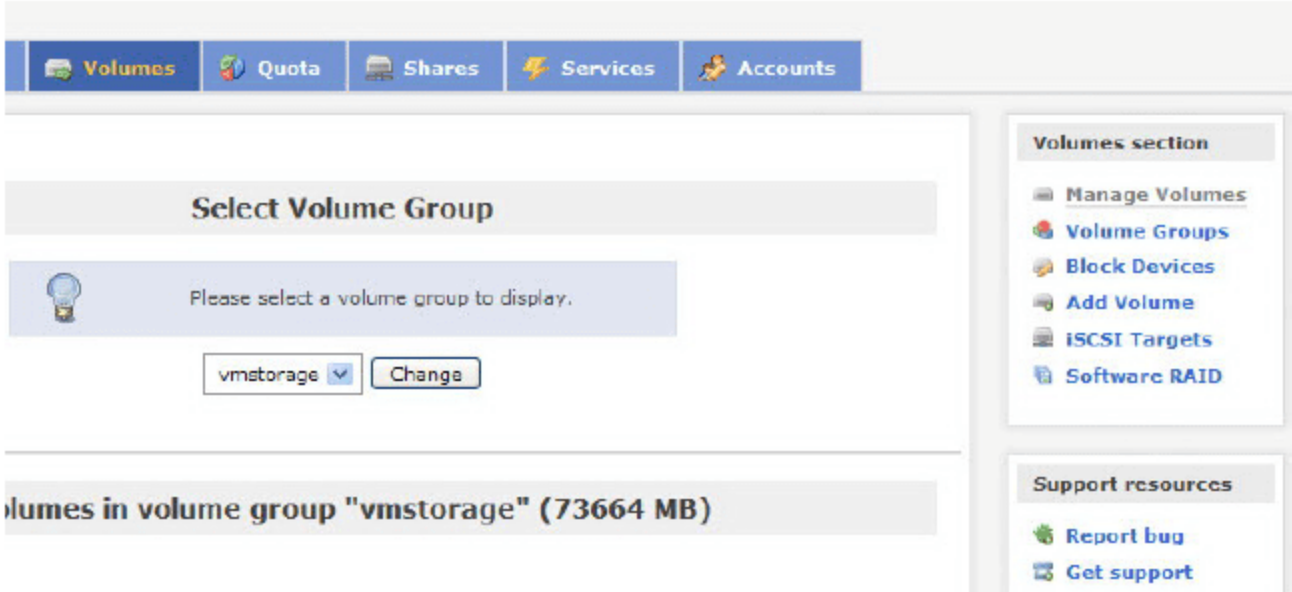 Volumes Quota Shares Services Accounts
Select Volume Group
Please select a volume group to display.
vmstorage Change
olumes in volume group "vmstorage" (73664 MB)
Volumes section
Manage Volumes
Volume Groups
Block Devices
Add Volume
iSCSI Targets
Software RAID
Support resources
Report bug
Get support